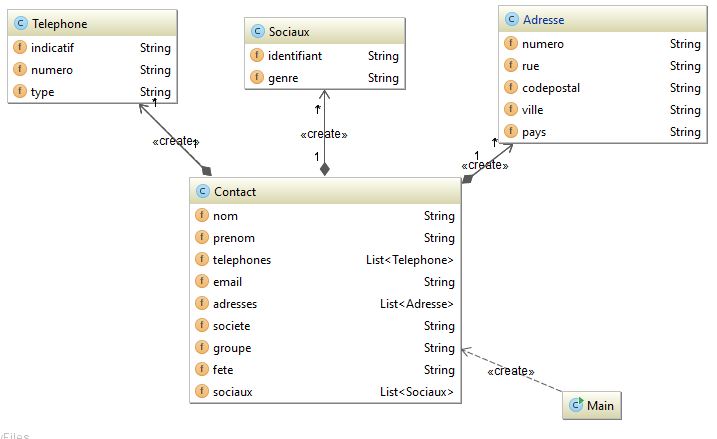 Telephone
indicatif String
numero String
type String
Sociaux
identifiant String
genre String
Adresse
numero String
rue String
codepostal String
ville String
pays String
1
«create»
1
*
«create»
1
*
1
«create»
Contact
nom String
prenom String
telephones List<Telephone>
email String
adresses List<Adresse>
societe String
groupe String
fete String
sociaux List<Sociaux>
«create»
Main